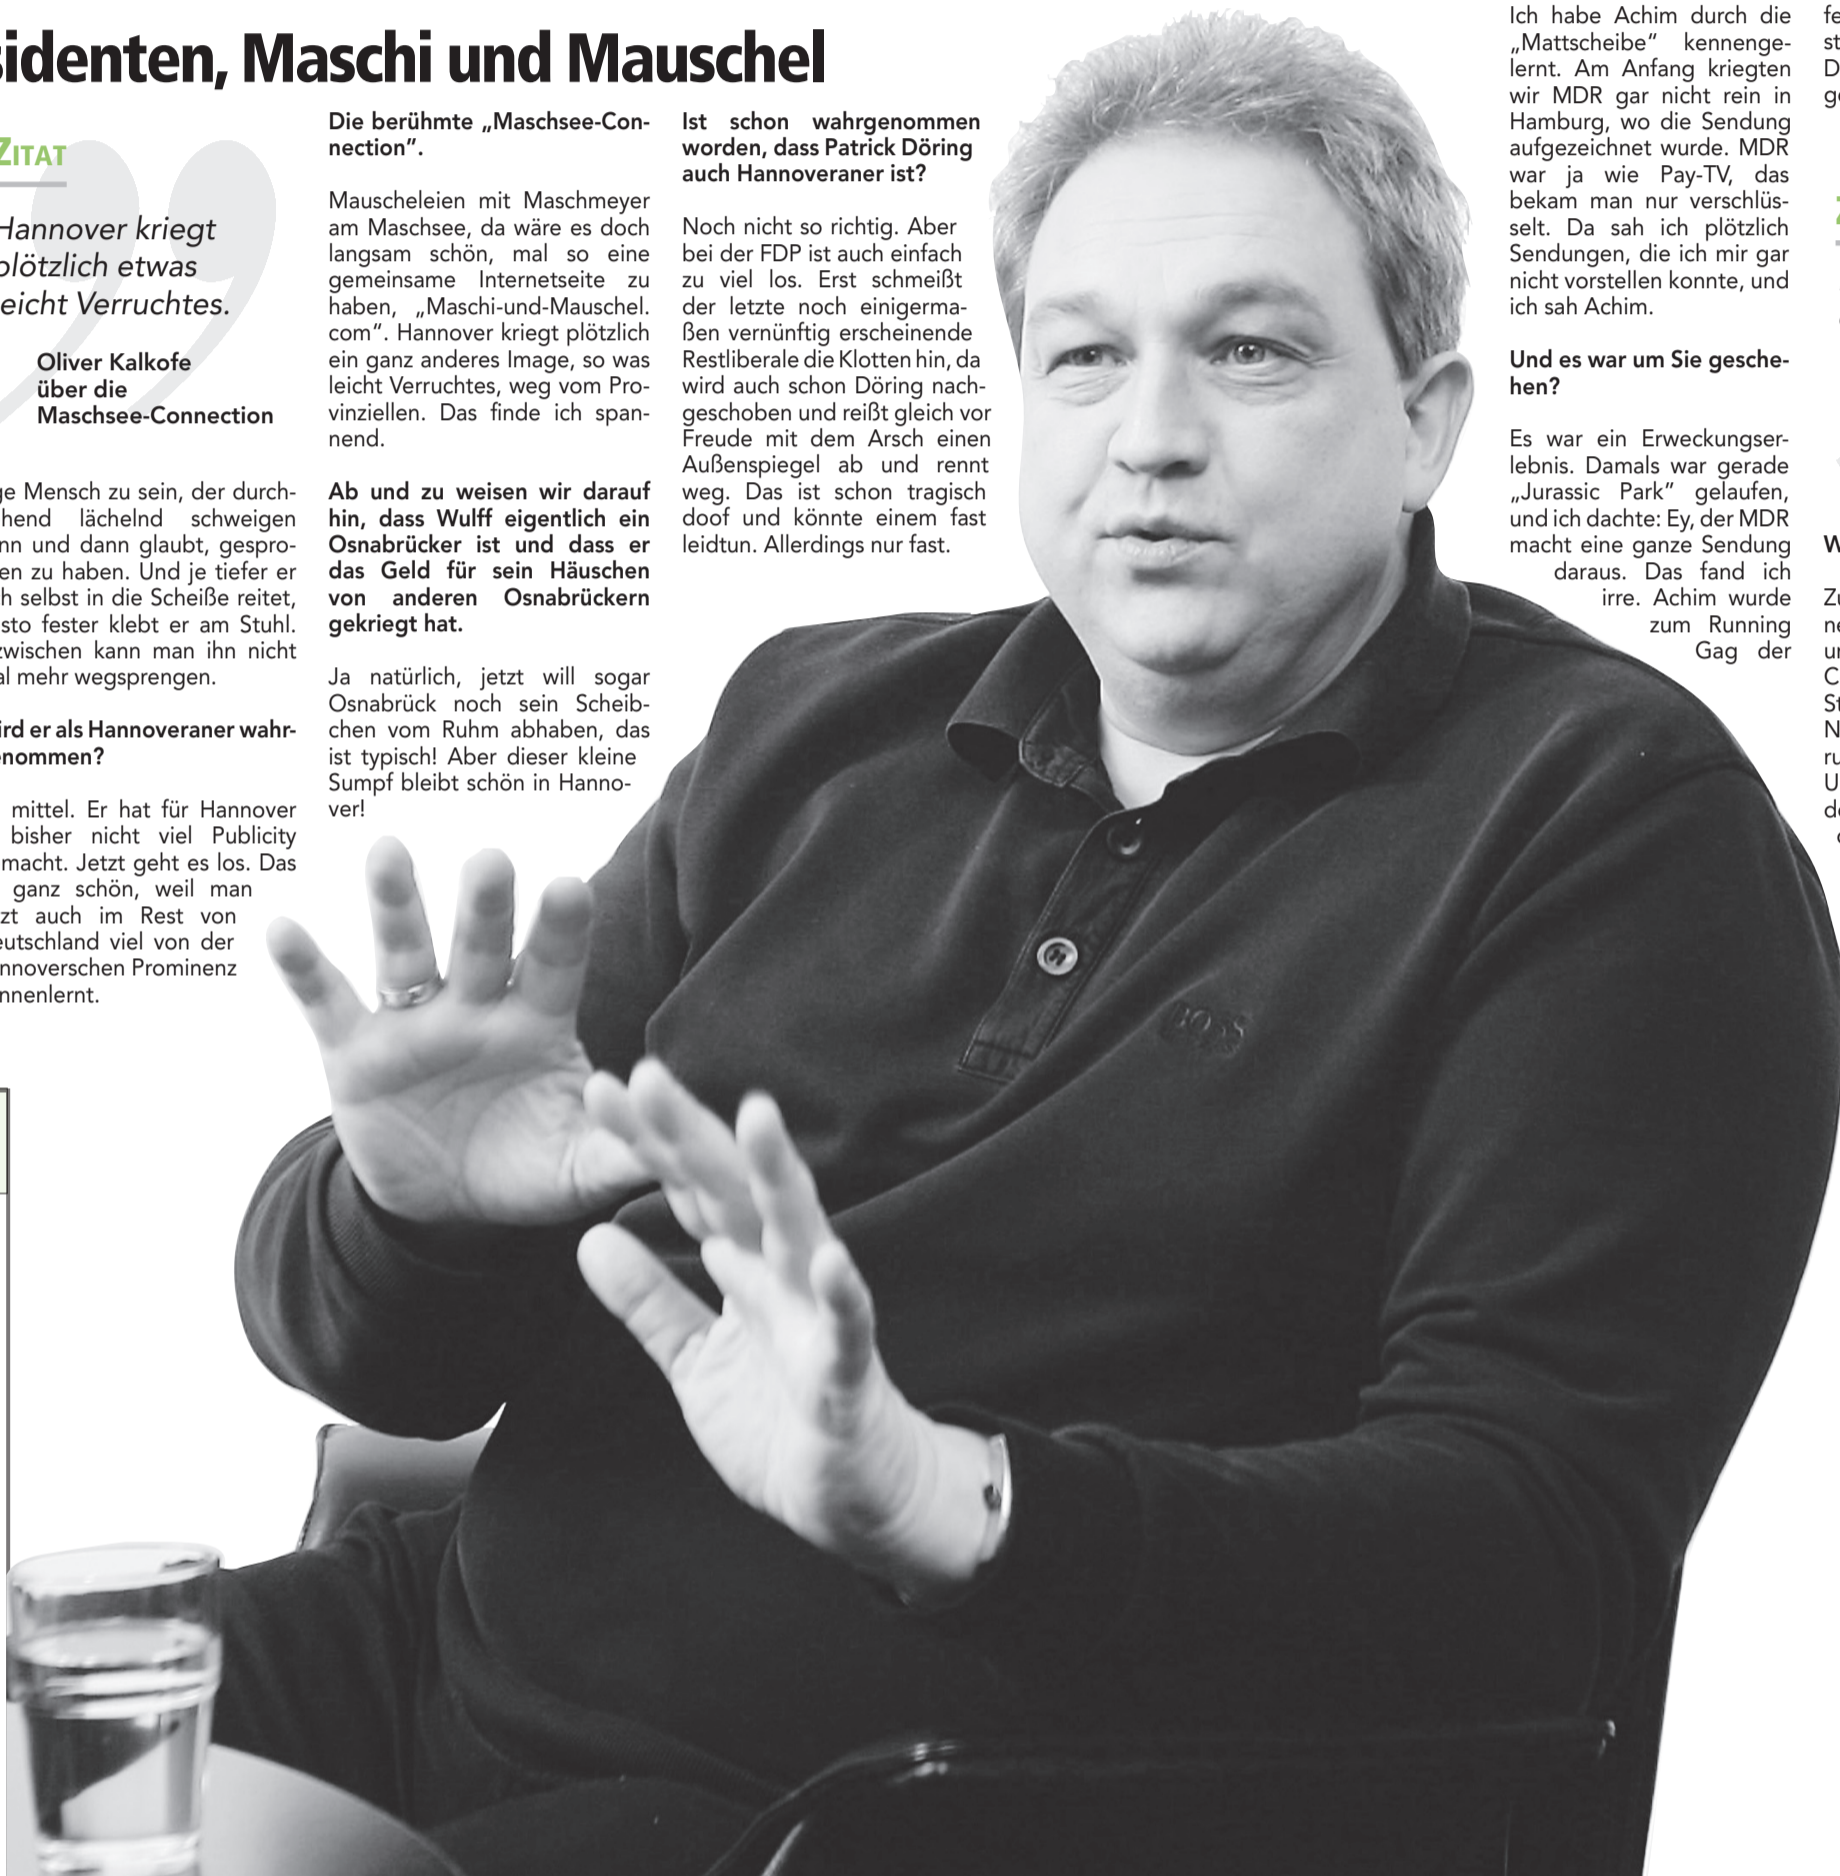 sidenten, Maschi und Mauschel
ZITAT
Hannover kriegt
plötzlich etwas
leicht Verruchtes.
Oliver Kalkofe
über die
Maschsee-Connection
ge Mensch zu sein, der durch-
hend lächelnd schweigen
nn und dann glaubt, gespro-
en zu haben. Und je tiefer er
ch selbst in die Scheiße reitet,
sto fester klebt er am Stuhl.
zwischen kann man ihn nicht
al mehr wegsprengen.
ird er als Hannoveraner wahr-
enommen?
mittel. Er hat für Hannover
bisher nicht viel Publicity
macht. Jetzt geht es los. Das
ganz schön, weil man
zt auch im Rest von
eutschland viel von der
nnoverschen Prominenz
nnenlernt.
Die berühmte „Maschsee-Con-
nection“.
Mauscheleien mit Maschmeyer
am Maschsee, da wäre es doch
langsam schön, mal so eine
gemeinsame Internetseite zu
haben, „Maschi-und-Mauschel.
com“. Hannover kriegt plötzlich
ein ganz anderes Image, so was
leicht Verruchtes, weg vom Pro-
vinziellen. Das finde ich span-
nend.
Ab und zu weisen wir darauf
hin, dass Wulff eigentlich ein
Osnabrücker ist und dass er
das Geld für sein Häuschen
von anderen Osnabrückern
gekriegt hat.
Ja natürlich, jetzt will sogar
Osnabrück noch sein Scheib-
chen vom Ruhm abhaben, das
ist typisch! Aber dieser kleine
Sumpf bleibt schön in Hanno-
ver!
Ist schon wahrgenommen
worden, dass Patrick Döring
auch Hannoveraner ist?
Noch nicht so richtig. Aber
bei der FDP ist auch einfach
zu viel los. Erst schmeißt
der letzte noch einigerma-
ßen vernünftig erscheinende
Restliberale die Klotten hin, da
wird auch schon Döring nach-
geschoben und reißt gleich vor
Freude mit dem Arsch einen
Außenspiegel ab und rennt
weg. Das ist schon tragisch
doof und könnte einem fast
leidtun. Allerdings nur fast.
BOSS
Ich habe Achim durch die
„Mattscheibe“ kennenge-
lernt. Am Anfang kriegten
wir MDR gar nicht rein in
Hamburg, wo die Sendung
aufgezeichnet wurde. MDR
war ja wie Pay-TV, das
bekam man nur verschlüs-
selt. Da sah ich plötzlich
Sendungen, die ich mir gar
nicht vorstellen konnte, und
ich sah Achim.
Und es war um Sie gesche-
hen?
Es war ein Erweckungser-
lebnis. Damals war gerade
„Jurassic Park“ gelaufen,
und ich dachte: Ey, der MDR
macht eine ganze Sendung
daraus. Das fand ich
irre. Achim wurde
zum Running
Gag der